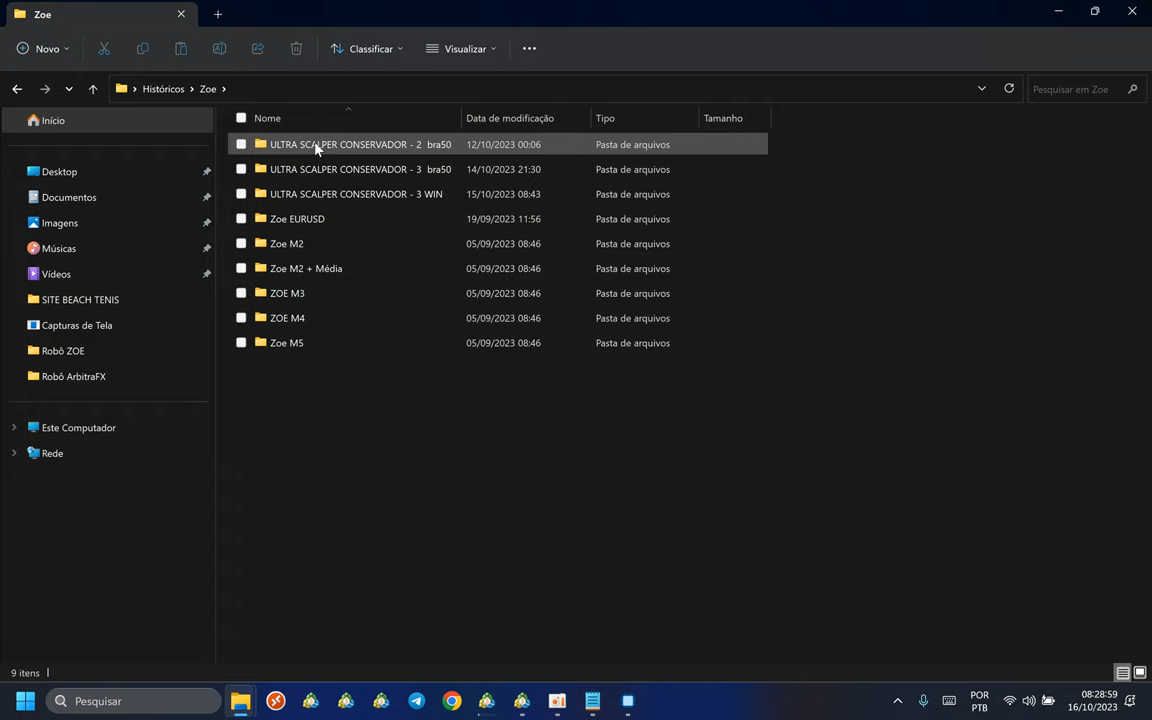 Zoe
Novo
Classificar
Visualizar
Históricos
Zoe
Pesquisar em Zoe
Início
Desktop
Documentos
Imagens
Músicas
Vídeos
SITE BEACH TENIS
Capturas de Tela
Robô ZOE
Robô ArbitraFX
Este Computador
Rede
Nome Data de modificação Tipo Tamanho
ULTRA SCALPER CONSERVADOR - 2 bra50 12/10/2023 00:06 Pasta de arquivos
ULTRA SCALPER CONSERVADOR - 3 bra50 14/10/2023 21:30 Pasta de arquivos
ULTRA SCALPER CONSERVADOR - 3 WIN 15/10/2023 08:43 Pasta de arquivos
Zoe EURUSD 19/09/2023 11:56 Pasta de arquivos
Zoe M2 05/09/2023 08:46 Pasta de arquivos
Zoe M2 + Média 05/09/2023 08:46 Pasta de arquivos
ZOE M3 05/09/2023 08:46 Pasta de arquivos
ZOE M4 05/09/2023 08:46 Pasta de arquivos
Zoe M5 05/09/2023 08:46 Pasta de arquivos
9 itens
Pesquisar
POR
PTB
08:28:59
16/10/2023